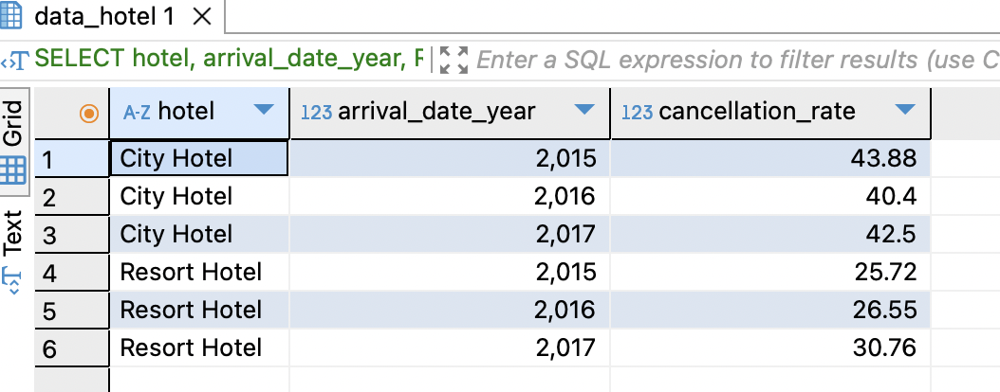 data_hotel 1
SELECT hotel, arrival_date_year, R
Enter a SQL expression to filter results (use C
Grid
Text
A-Z hotel 123 arrival_date_year 123 cancellation_rate
1 City Hotel 2,015 43.88
2 City Hotel 2,016 40.4
3 City Hotel 2,017 42.5
4 Resort Hotel 2,015 25.72
5 Resort Hotel 2,016 26.55
6 Resort Hotel 2,017 30.76